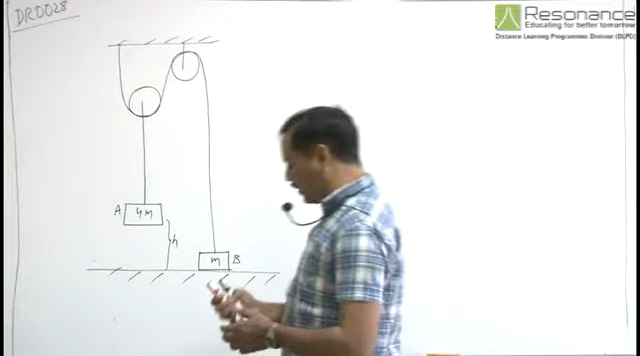 DR0028
Resonance
Educating for better tomorrow
Distance Learning Programmes Division (DLPD)
A
4m
h
m
B